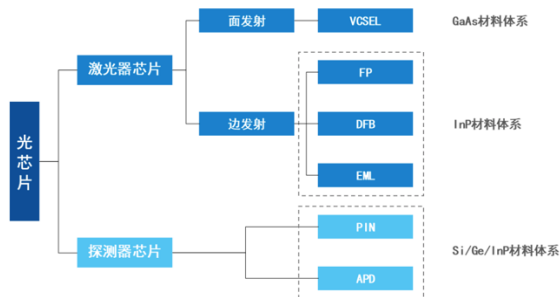 面发射
VCSEL
GaAs材料体系
激光器芯片
FP
边发射
DFB
InP材料体系
EML
光芯片
PIN
探测器芯片
Si/Ge/InP材料体系
APD